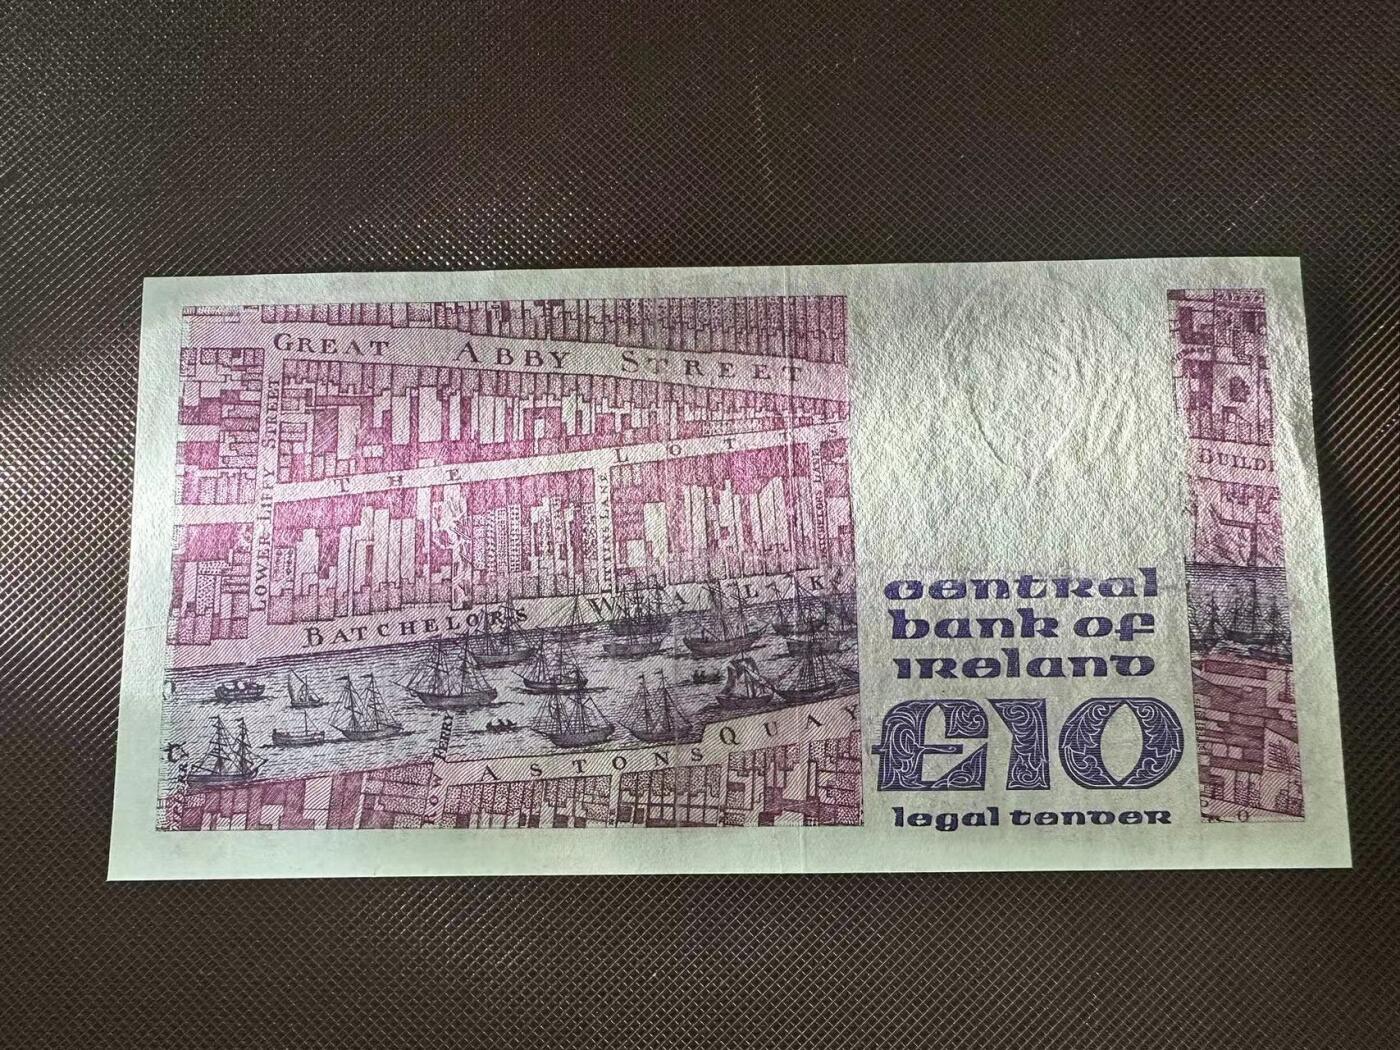 GREAT ABBY STREET
LOWER LIFFY STREET
THE LOTS
BATCHELORS WALK
ASTONS QUAY
BUILDI
central
bank of
ireland
£10
legal tender